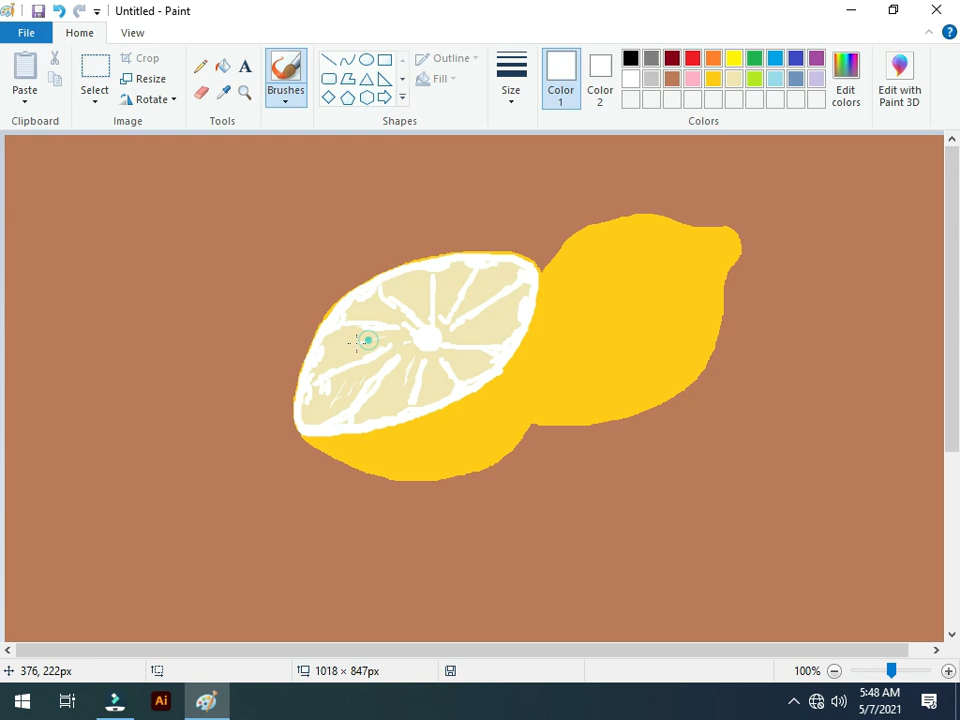 Untitled - Paint
File Home View
Paste
Clipboard
Select
Crop
Resize
Rotate
Image
A
Tools
Brushes
Outline
Fill
Shapes
Size
Color 1
Color 2
Colors
Edit colors
Edit with Paint 3D
376, 222px
1018 × 847px
100%
Ai
5:48 AM
5/7/2021